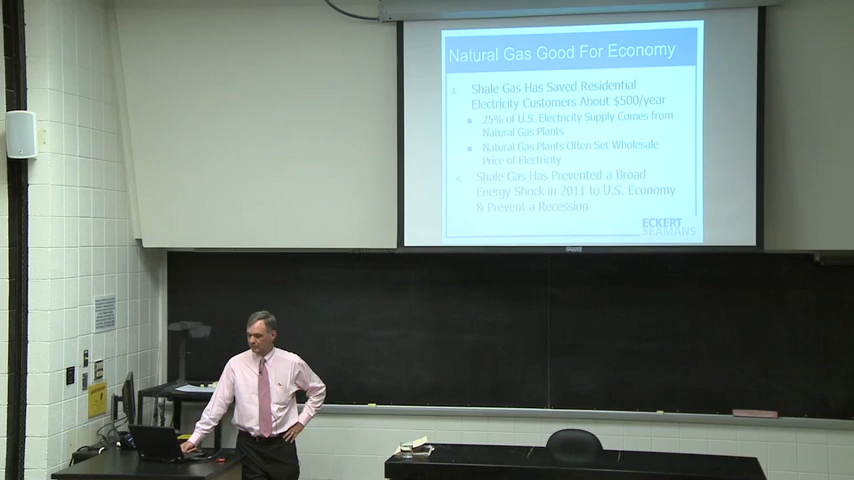 Natural Gas Good For Economy
3. Shale Gas Has Saved Residential
Electricity Customers About $500/year
25% of U.S. Electricity Supply Comes from
Natural Gas Plants
Natural Gas Plants Often Set Wholesale
Price of Electricity
4. Shale Gas Has Prevented a Broad
Energy Shock in 2011 to U.S. Economy
& Prevent a Recession
ECKERT
SEAMANS